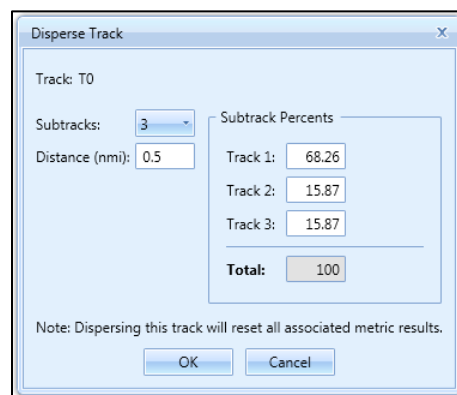 Disperse Track x
Track: T0
Subtracks: 3
Distance (nmi): 0.5
Subtrack Percents
Track 1: 68.26
Track 2: 15.87
Track 3: 15.87
Total: 100
Note: Dispersing this track will reset all associated metric results.
OK Cancel